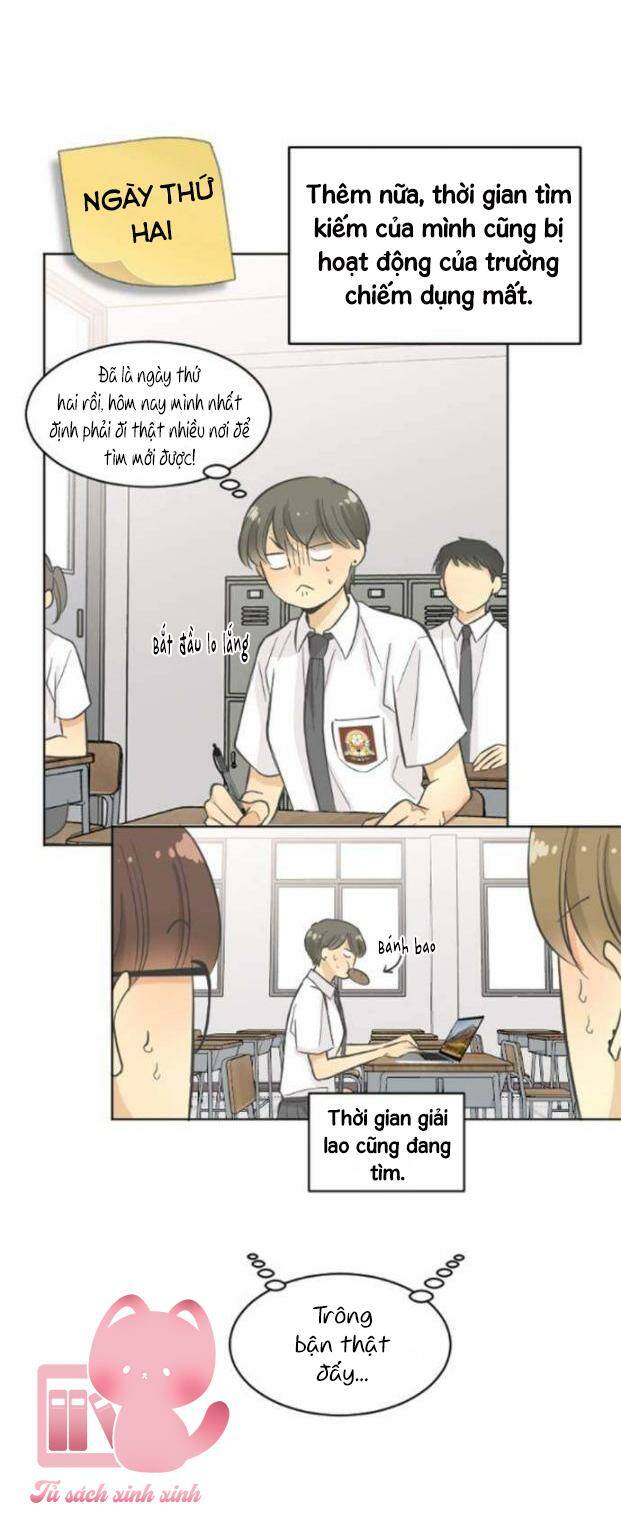 NGÀY THỨ
HAI
Thêm nữa, thời gian tìm
kiếm của mình cũng bị
hoạt động của trường
chiếm dụng mất.
Đã là ngày thứ
hai rồi, hôm nay mình nhất
định phải đi thật nhiều nơi để
tìm mới được!
Bắt đầu lo lắng
Bánh bao
Thời gian giải
lao cũng đang
tìm.
Trông
bận thật
đấy...
Tủ sách xinh xinh